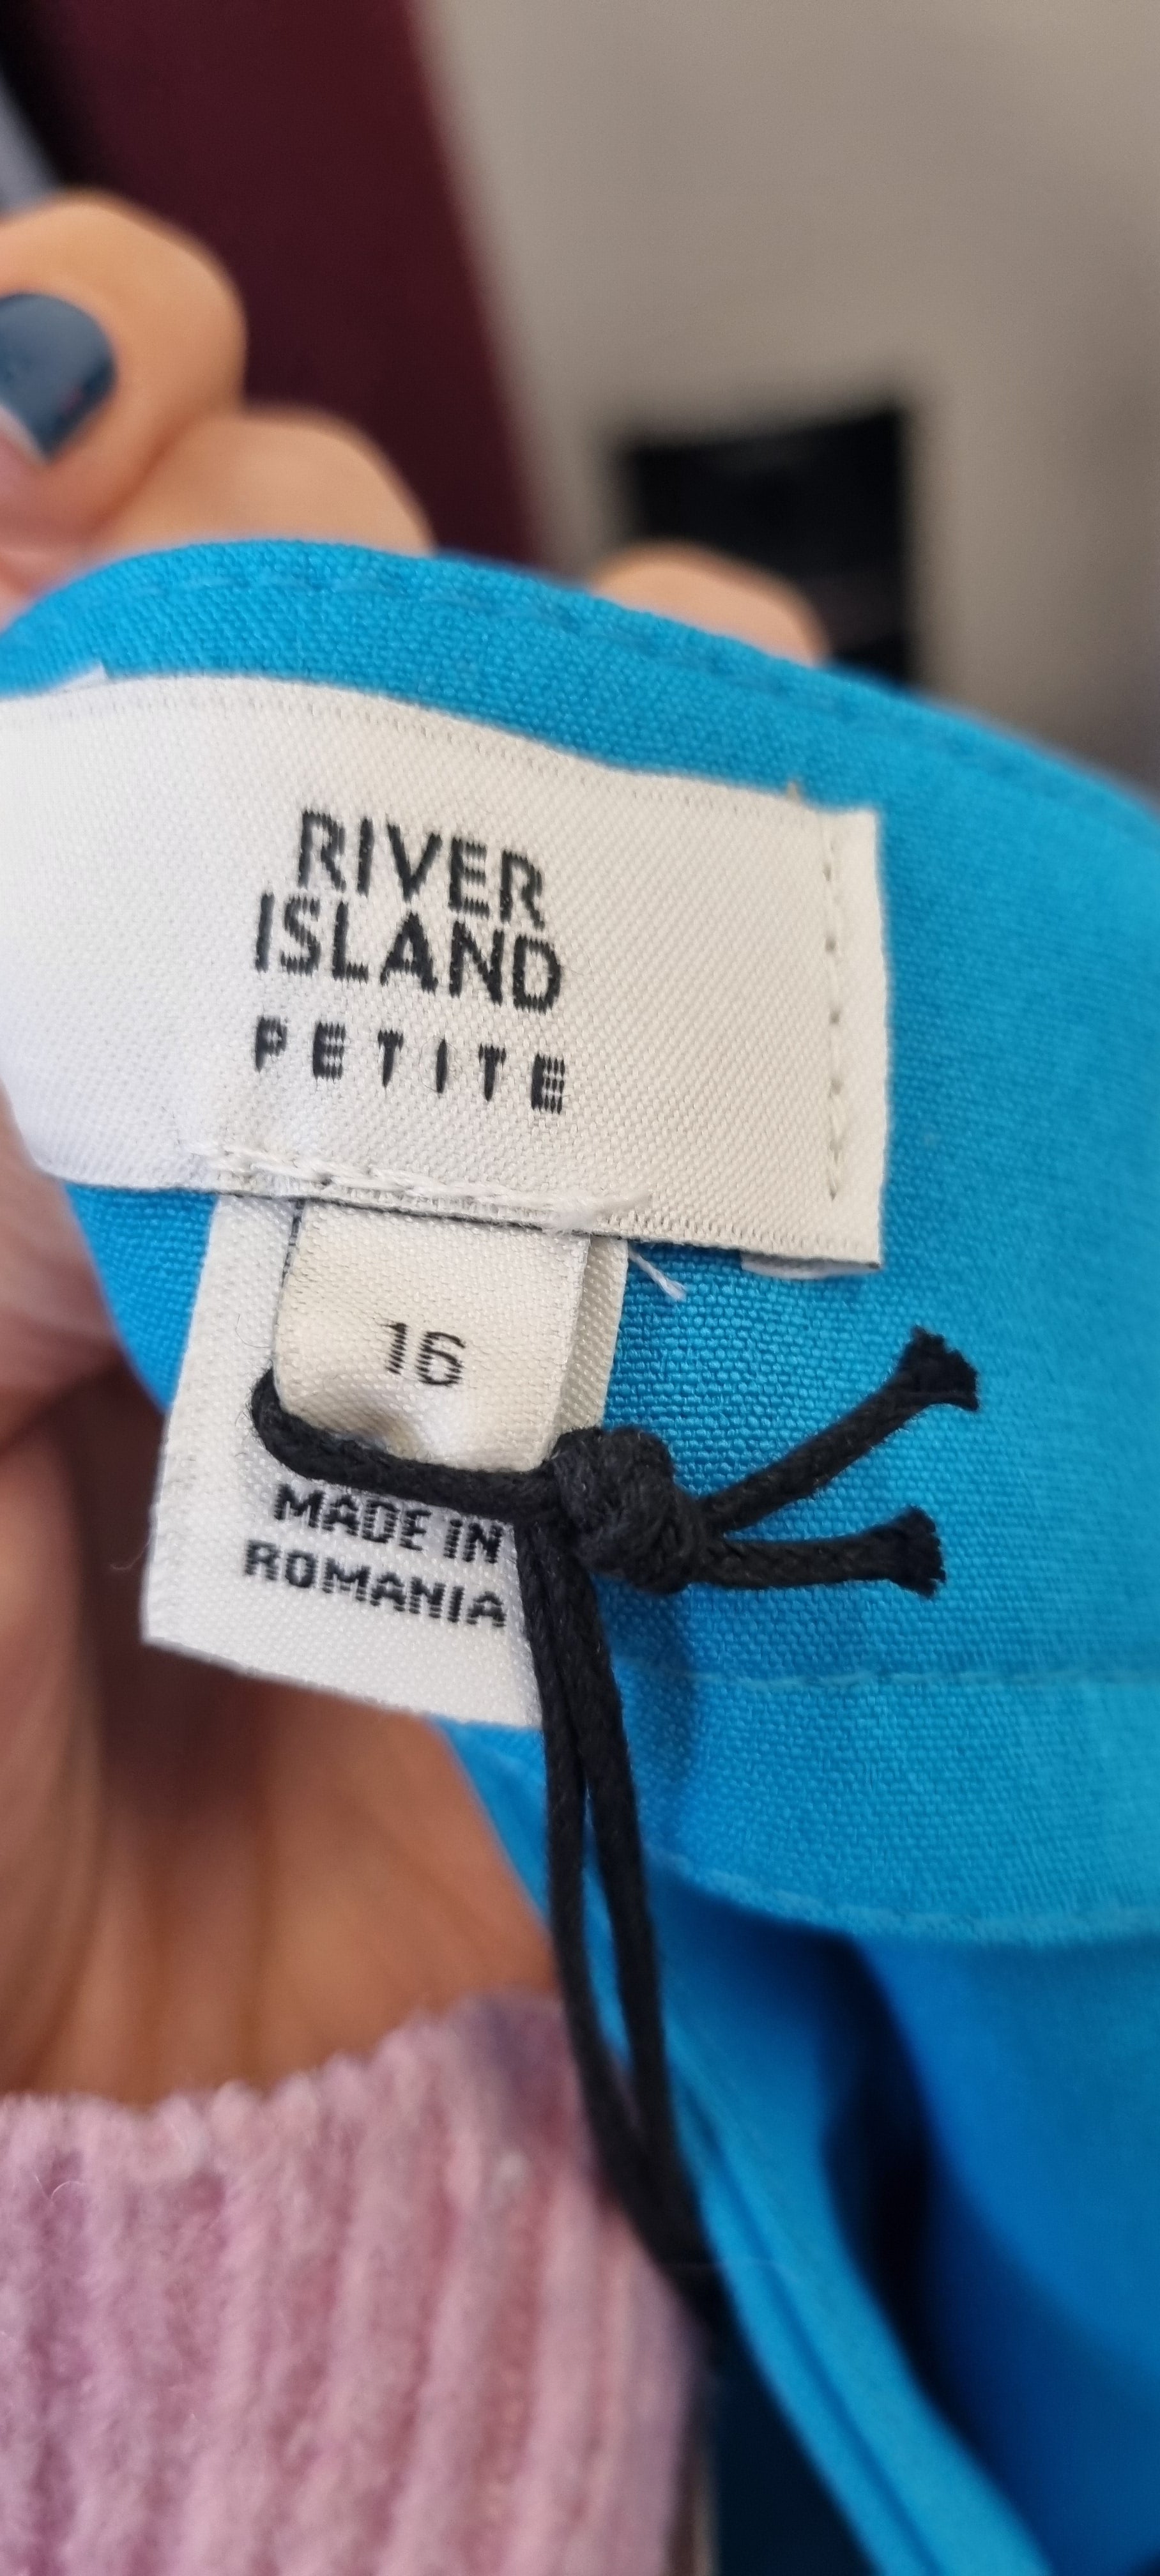 RIVER
ISLAND
PETITE
16
MADE IN
ROMANIA